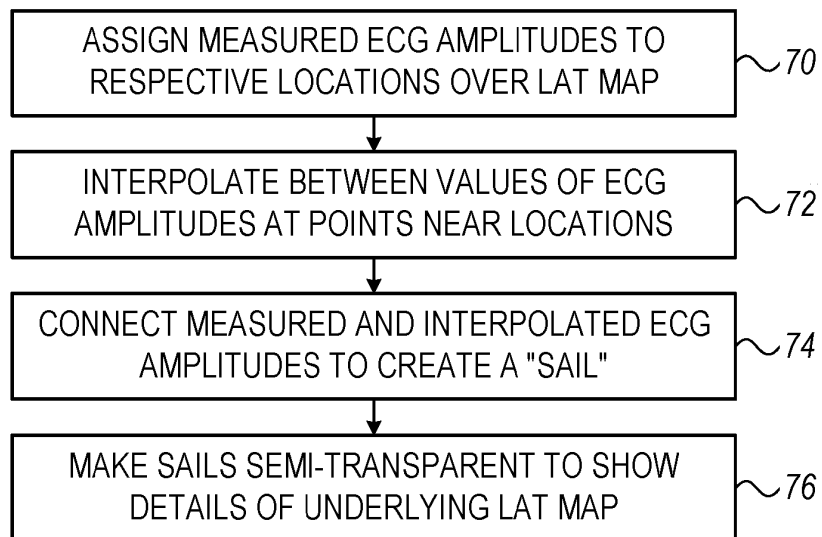 ASSIGN MEASURED ECG AMPLITUDES TO
RESPECTIVE LOCATIONS OVER LAT MAP
70
INTERPOLATE BETWEEN VALUES OF ECG
AMPLITUDES AT POINTS NEAR LOCATIONS
72
CONNECT MEASURED AND INTERPOLATED ECG
AMPLITUDES TO CREATE A "SAIL"
74
MAKE SAILS SEMI-TRANSPARENT TO SHOW
DETAILS OF UNDERLYING LAT MAP
76